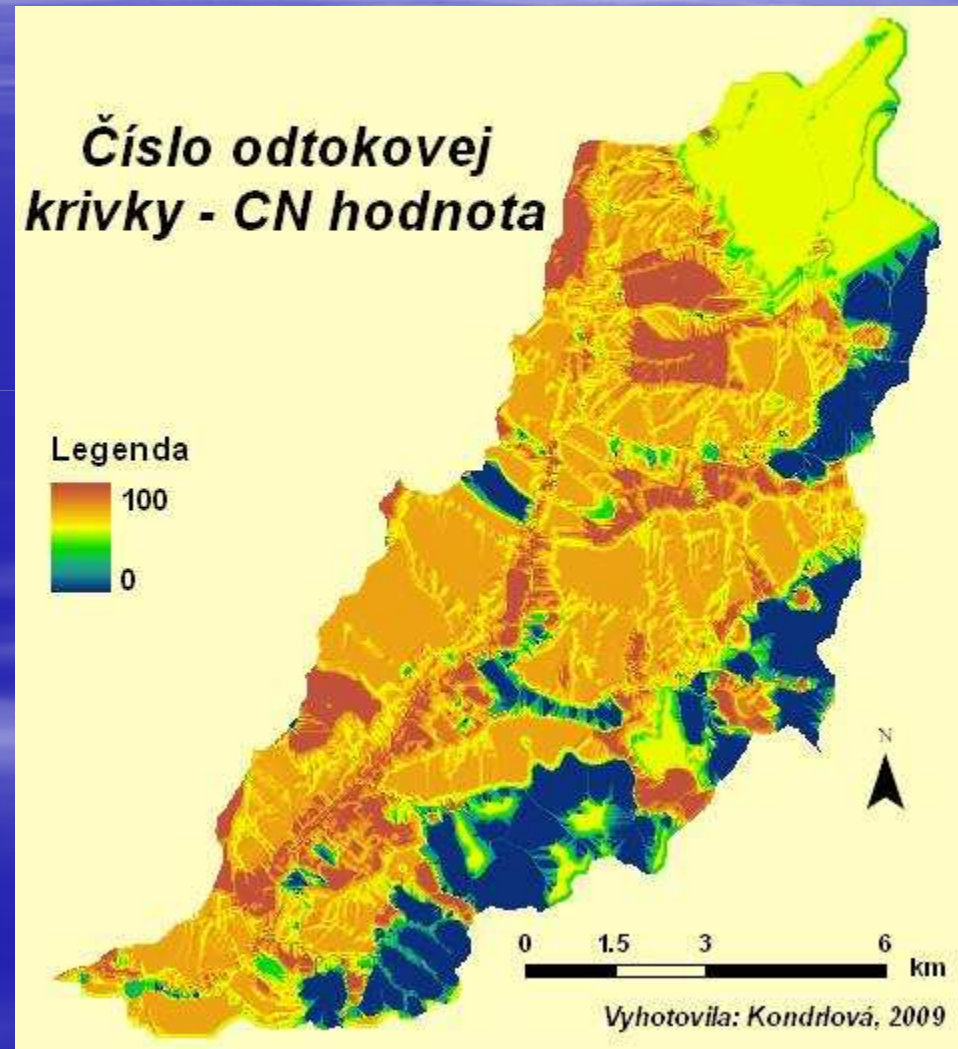 Číslo odtokovej
krivky - CN hodnota
Legenda
100
0
N
0 1.5 3 6
km
Vyhotovila: Kondrlová, 2009